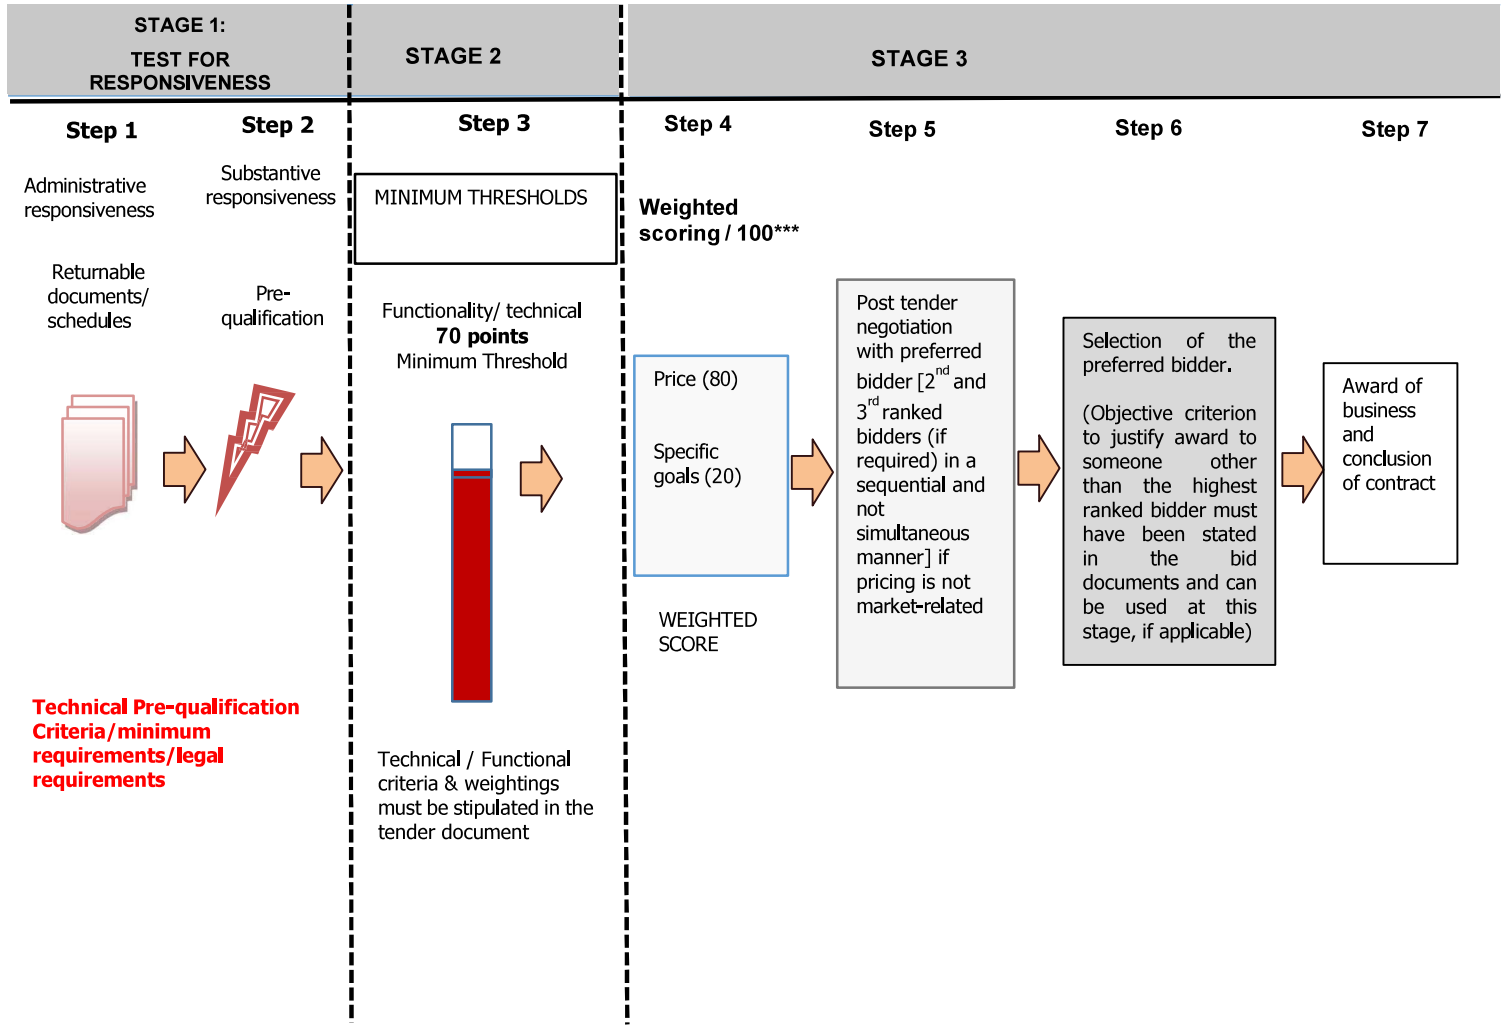 STAGE 1:
TEST FOR
RESPONSIVENESS
STAGE 2
STAGE 3
Step 1
Step 2
Step 3
Step 4
Step 5
Step 6
Step 7
Administrative
responsiveness
Returnable
documents/
schedules
Substantive
responsiveness
Pre-
qualification
Technical Pre-qualification
Criteria/minimum
requirements/legal
requirements
MINIMUM THRESHOLDS
Functionality/ technical
70 points
Minimum Threshold
Technical / Functional
criteria & weightings
must be stipulated in the
tender document
Weighted
scoring / 100***
Price (80)
Specific
goals (20)
WEIGHTED
SCORE
Post tender
negotiation
with preferred
bidder [2nd and
3rd ranked
bidders (if
required) in a
sequential and
not
simultaneous
manner] if
pricing is not
market-related
Selection of the
preferred bidder.
(Objective criterion
to justify award to
someone other
than the highest
ranked bidder must
have been stated
in the bid
documents and can
be used at this
stage, if applicable)
Award of
business
and
conclusion
of contract